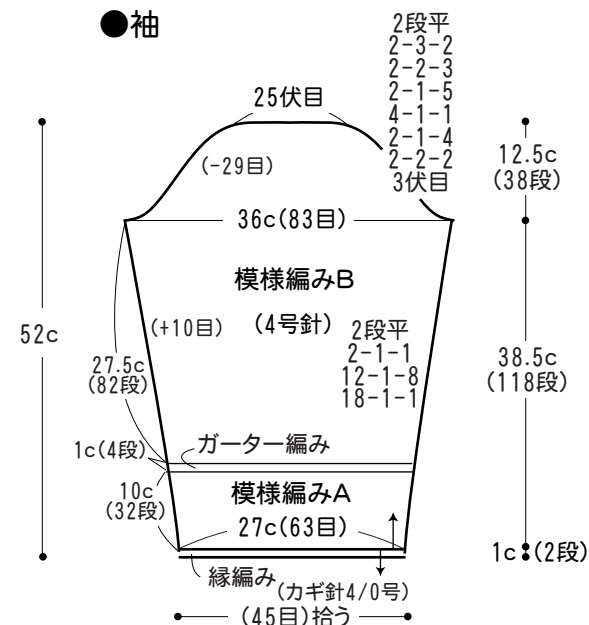 ●袖
2段平
2-3-2
2-2-3
2-1-5
4-1-1
2-1-4
2-2-2
3伏目
25伏目
(-29目)
12.5c
(38段)
36c(83目)
模様編みB
(4号針)
(+10目)
2段平
2-1-1
12-1-8
18-1-1
52c
27.5c
(82段)
38.5c
(118段)
1c(4段)
ガーター編み
10c
(32段)
模様編みA
27c(63目)
1c (2段)
縁編み
(カギ針4/0号)
(45目)拾う